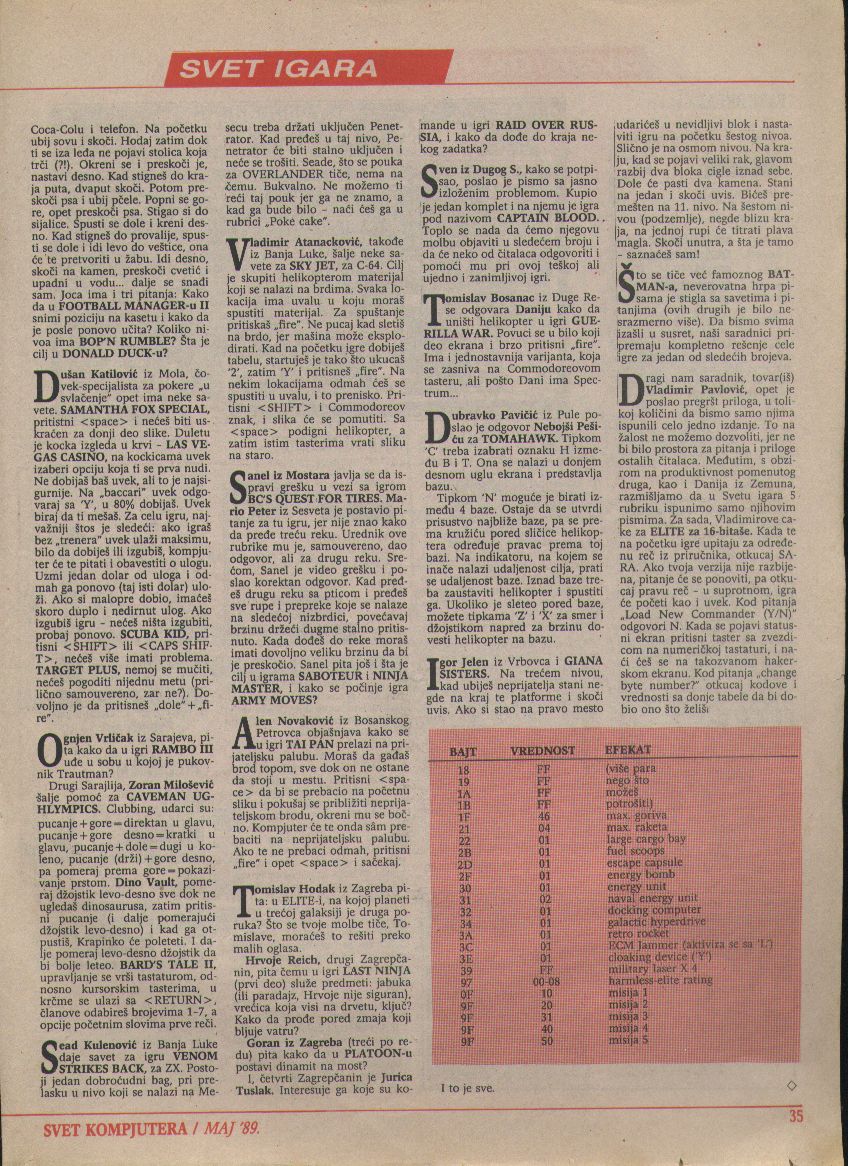 SVET IGARA
Coca-Colu i telefon. Na početku
ubij sovu i skoči. Hodaj zatim dok
ti se iza leđa ne pojavi stolica koja
trči (?!). Okreni se i preskoči je,
nastavi desno. Kad stigneš do kra-
ja puta, dvaput skoči. Potom pre-
skoči psa i ubij pčele. Popni se go-
re, opet preskoči psa. Stigao si do
sijalice. Spusti se dole i kreni des-
no. Kad stigneš do provalije, spus-
ti se dole i idi levo do veštice, ona
će te pretvoriti u žabu. Idi desno,
skoči na kamen, preskoči cvetić i
upadni u vodu... dalje se snađi
sam. Joca ima i tri pitanja: Kako
da u FOOTBALL MANAGER-u II
snimi poziciju na kasetu i kako da
je posle ponovo učita? Koliko ni-
voa ima BOP'N RUMBLE? Šta je
cilj u DONALD DUCK-u?
Dušan Katilović iz Mola, čo-
vek-specijalista za pokere „u
svlačenje" opet ima neke sa-
vete. SAMANTHA FOX SPECIAL,
pritistni <space> i nećeš biti us-
kraćen za donji deo slike. Duletu
je kocka izgleda u krvi – LAS VE-
GAS CASINO, na kockicama uvek
izaberi opciju koja ti se prva nudi.
Ne dobijaš baš uvek, ali to je najsi-
gurnije. Na „baccari" uvek odgo-
varaj sa 'Y', u 80% dobijaš. Uvek
biraj da ti mešaš. Za celu igru, naj-
važniji štos je sledeći: ako igraš
bez „trenera" uvek ulaži maksimu,
bilo da dobiješ ili izgubiš, kompju-
ter će te pitati i obavestiti o ulogu.
Uzmi jedan dolar od uloga i od-
mah ga ponovo (taj isti dolar) ulo-
ži. Ako si malopre dobio, imaćeš
skoro duplo i nedirnut ulog. Ako
izgubiš igru – nećeš ništa izgubiti,
probaj ponovo. SCUBA KID, pri-
tisni <SHIFT> ili <CAPS SHIF-
T>, nećeš više imati problema.
TARGET PLUS, nemoj se mučiti,
nećeš pogoditi nijednu metu (pri-
lično samouvereno, zar ne?). Do-
voljno je da pritisneš „dole"+„fi-
re".
Ognjen Vrličak iz Sarajeva, pi-
ta kako da u igri RAMBO III
uđe u sobu u kojoj je pukov-
nik Trautman?
Drugi Sarajlija, Zoran Milošević
šalje pomoć za CAVEMAN UG-
HLYMPICS. Clubbing, udarci su:
pucanje+gore=direktan u glavu,
pucanje+gore desno=kratki u
glavu, pucanje+dole=dugi u ko-
leno, pucanje (drži)+gore desno,
pa pomeraj prema gore=pokazi-
vanje prstom. Dino Vault, pome-
raj džojstik levo-desno sve dok ne
ugledaš dinosaurusa, zatim pritis-
ni pucanje (i dalje pomerajući
džojstik levo-desno) i kad ga ot-
pustiš, Krapinko će poleteti. I da-
lje pomeraj levo-desno džojstik da
bi bolje leteo. BARD'S TALE II,
upravljanje se vrši tastaturom, od-
nosno kursorskim tasterima, u
krčme se ulazi sa <RETURN>,
članove odabireš brojevima 1–7, a
opcije početnim slovima prve reči.
Sead Kulenović iz Banja Luke
daje savet za igru VENOM
STRIKES BACK, za ZX. Posto-
ji jedan dobroćudni bag, pri pre-
lasku u nivo koji se nalazi na Me-
secu treba držati uključen Penet-
rator. Kad pređeš u taj nivo, Pe-
netrator će biti stalno uključen i
neće se trošiti. Seade, što se pouka
za OVERLANDER tiče, nema na
čemu. Bukvalno. Ne možemo ti
reći taj pouk jer ga ne znamo, a
kad ga bude bilo – naći ćeš ga u
rubrici „Poke cake".
Vladimir Atanacković, takođe
iz Banja Luke, šalje neke sa-
vete za SKY JET, za C-64. Cilj
je skupiti helikopterom materijal
koji se nalazi na brdima. Svaka lo-
kacija ima uvalu u koju moraš
spustiti materijal. Za spuštanje
pritiskaš „fire". Ne pucaj kad sletiš
na brdo, jer mašina može eksplo-
dirati. Kad na početku igre dobiješ
tabelu, startuješ je tako što ukucaš
'2', zatim 'Y' i pritisneš „fire". Na
nekim lokacijama odmah ćeš se
spustiti u uvalu, i to prenisko. Pri-
tisni <SHIFT> i Commodoreov
znak, i slika će se pomutiti. Sa
<space> podigni helikopter, a
zatim istim tasterima vrati sliku
na staro.
Sanel iz Mostara javlja se da is-
pravi grešku u vezi sa igrom
BC'S QUEST FOR TIRES. Ma-
rio Peter iz Sesveta je postavio pi-
tanje za tu igru, jer nije znao kako
da pređe treću reku. Urednik ove
rubrike mu je, samouvereno, dao
odgovor, ali za drugu reku. Sre-
ćom, Sanel je video grešku i po-
slao korektan odgovor. Kad pređ-
eš drugu reku sa pticom i pređeš
sve rupe i prepreke koje se nalaze
na sledećoj nizbrdici, povećavaj
brzinu držeći dugme stalno pritis-
nuto. Kada dođeš do reke moraš
imati dovoljno veliku brzinu da bi
je preskočio. Sanel pita još i šta je
cilj u igrama SABOTEUR i NINJA
MASTER, i kako se počinje igra
ARMY MOVES?
Alen Novaković iz Bosanskog
Petrovca objašnjava kako se
u igri TAI PAN prelazi na pri-
jateljsku palubu. Moraš da gađaš
brod topom, sve dok on ne ostane
da stoji u mestu. Pritisni <spa-
ce> da bi se prebacio na početnu
sliku i pokušaj se približiti neprija-
teljskom brodu, okreni mu se boč-
no. Kompjuter će te onda sâm pre-
baciti na neprijateljsku palubu.
Ako te ne prebaci odmah, pritisni
„fire" i opet <space> i sačekaj.
Tomislav Hodak iz Zagreba pi-
ta: u ELITE-i, na kojoj planeti
u trećoj galaksiji je druga po-
ruka? Što se tvoje molbe tiče, To-
mislave, moraćeš to rešiti preko
malih oglasa.
Hrvoje Reich, drugi Zagrepča-
nin, pita čemu u igri LAST NINJA
(prvi deo) služe predmeti: jabuka
(ili paradajz, Hrvoje nije siguran),
vrećica koja visi na drvetu, ključ?
Kako da prođe pored zmaja koji
bljuje vatru?
Goran iz Zagreba (treći po re-
du) pita kako da u PLATOON-u
postavi dinamit na most?
I, četvrti Zagrepčanin je Jurica
Tušlak. Interesuje ga koje su ko-
mande u igri RAID OVER RUS-
SIA, i kako da dođe do kraja ne-
kog zadatka?
Sven iz Dugog S., kako se potpi-
sao, poslao je pismo sa jasno
izloženim problemom. Kupio
je jedan komplet i na njemu je igra
pod nazivom CAPTAIN BLOOD..
Toplo se nada da ćemo njegovu
molbu objaviti u sledećem broju i
da će neko od čitalaca odgovoriti i
pomoći mu pri ovoj teškoj ali
ujedno i zanimljivoj igri.
Tomislav Bosanac iz Duge Re-
se odgovara Daniju kako da
uništi helikopter u igri GUE-
RILLA WAR. Povuci se u bilo koji
deo ekrana i brzo pritisni „fire".
Ima i jednostavnija varijanta, koja
se zasniva na Commodoreovom
tasteru, ali pošto Dani ima Spec-
trum...
Dubravko Pavičić iz Pule po-
slao je odgovor Nebojši Peši-
ću za TOMAHAWK. Tipkom
'C' treba izabrati oznaku H izme-
đu B i T. Ona se nalazi u donjem
desnom uglu ekrana i predstavlja
bazu.
Tipkom 'N' moguće je birati iz-
među 4 baze. Ostaje da se utvrdi
prisustvo najbliže baze, pa se pre-
ma kružiću pored sličice helikop-
tera određuje pravac prema toj
bazi. Na indikatoru, na kojem se
inače nalazi udaljenost cilja, prati
se udaljenost baze. Iznad baze tre-
ba zaustaviti helikopter i spustiti
ga. Ukoliko je sleteo pored baze,
možete tipkama 'Z' i 'X' za smer i
džojstikom napred za brzinu do-
vesti helikopter na bazu.
Igor Jelen iz Vrbovca i GIANA
SISTERS. Na trećem nivou,
kad ubiješ neprijatelja stani ne-
gde na kraj te platforme i skoči
uvis. Ako si stao na pravo mesto
udarićeš u nevidljivi blok i nasta-
viti igru na početku šestog nivoa.
Slično je na osmom nivou. Na kra-
ju, kad se pojavi veliki rak, glavom
razbij dva bloka cigle iznad sebe.
Dole će pasti dva kamena. Stani
na jedan i skoči uvis. Bićeš pre-
mešten na 11. nivo. Na šestom ni-
vou (podzemlje), negde blizu kra-
ja, na jednoj rupi će titrati plava
magla. Skoči unutra, a šta je tamo
– saznaćeš sam!
Što se tiče već famoznog BAT-
MAN-a, neverovatna hrpa pi-
sama je stigla sa savetima i pi-
tanjima (ovih drugih je bilo ne-
srazmerno više). Da bismo svima
izašli u susret, naši saradnici pri-
premaju kompletno rešenje cele
igre za jedan od sledećih brojeva.
Dragi nam saradnik, tovar(iš)
Vladimir Pavlović, opet je
poslao pregršt priloga, u toli-
koj količini da bismo samo njima
ispunili celo jedno izdanje. To na
žalost ne možemo dozvoliti, jer ne
bi bilo prostora za pitanja i priloge
ostalih čitalaca. Međutim, s obzi-
rom na produktivnost pomenutog
druga, kao i Danija iz Zemuna,
razmišljamo da u Svetu igara 5
rubriku ispunimo samo njihovim
pismima. Za sada, Vladimirove ca-
ke za ELITE za 16-bitaše. Kada te
na početku igre upitaju za određe-
nu reč iz priručnika, otkucaj SA-
RA. Ako tvoja verzija nije razbije-
na, pitanje će se ponoviti, pa otku-
caj pravu reč – u suprotnom, igra
će početi kao i uvek. Kod pitanja
„Load New Commander (Y/N)"
odgovori N. Kada se pojavi status-
ni ekran pritisni taster sa zvezdi-
com na numeričkoj tastaturi, i na-
ći ćeš se na takozvanom haker-
skom ekranu. Kod pitanja „change
byte number?" otkucaj kodove i
vrednosti sa donje tabele da bi do-
bio ono što želiš:
BAJT VREDNOST EFEKAT
18 FF (više para
19 FF nego što
1A FF možeš
1B FF potrošiti)
1F 46 max. goriva
21 04 max. raketa
22 01 large cargo bay
2B 01 fuel scoops
2D 01 escape capsule
2F 01 energy bomb
30 01 energy unit
31 02 naval energy unit
32 01 docking computer
34 01 galactic hyperdrive
3A 01 retro rocket
3C 01 ECM Jammer (aktivira se sa 'L')
3E 01 cloaking device ('Y')
39 FF military laser X 4
97 00-08 harmless-elite rating
0F 10 misija 1
9F 20 misija 2
9F 31 misija 3
9F 40 misija 4
9F 50 misija 5
I to je sve.
35
SVET KOMPJUTERA / MAJ '89.